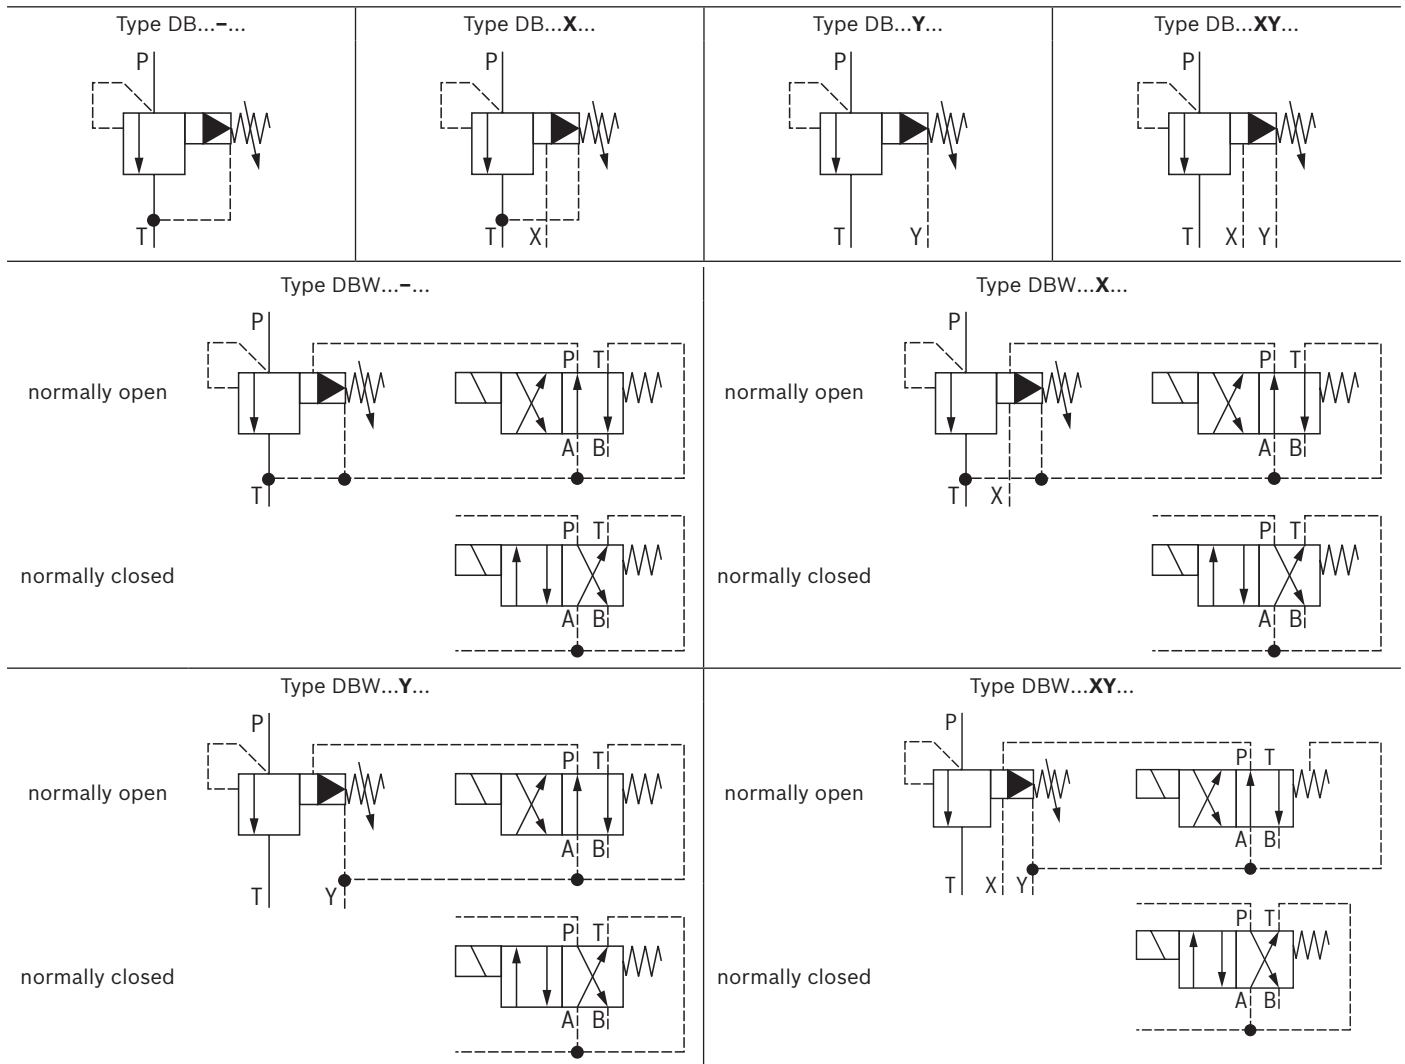 Type DB...–...
Type DB...X...
Type DB...Y...
Type DB...XY...
P
P
P
P
T
T X
T Y
T X Y
Type DBW...–...
Type DBW...X...
P
P
P T
P T
normally open
normally open
A B
A B
T
T X
P T
P T
normally closed
normally closed
A B
A B
Type DBW...Y...
Type DBW...XY...
P
P
P T
P T
normally open
normally open
A B
A B
T Y
T X Y
P T
P T
normally closed
normally closed
A B
A B